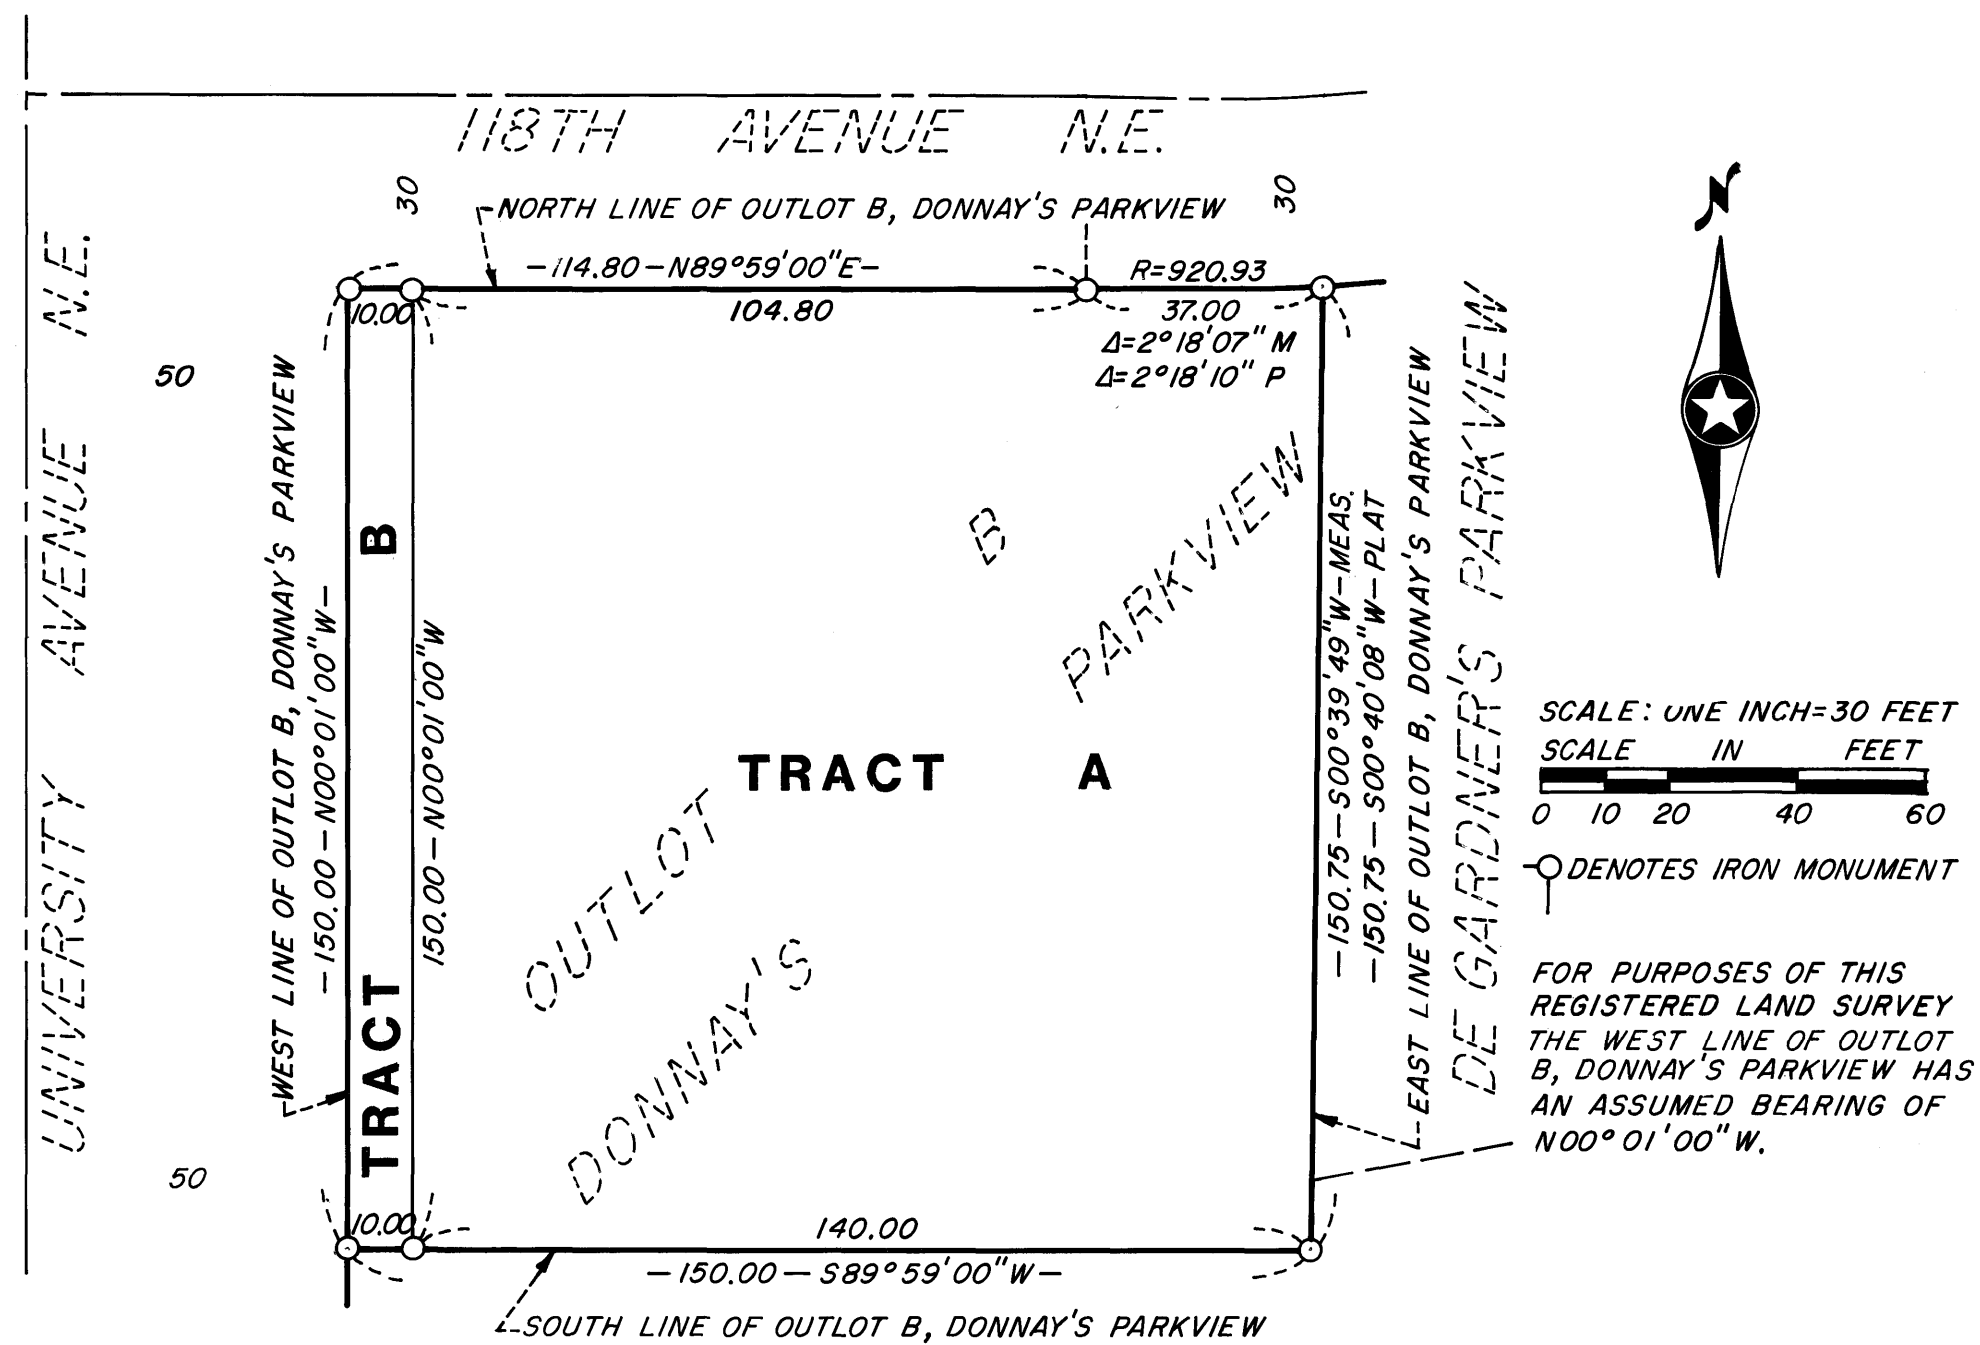 118TH AVENUE N.E.
30
30
NORTH LINE OF OUTLOT B, DONNAY'S PARKVIEW
-114.80-N89°59'00"E-
R=920.93
10.00
104.80
37.00
Δ=2°18'07" M
Δ=2°18'10" P
UNIVERSITY AVENUE N.E.
50
50
WEST LINE OF OUTLOT B, DONNAY'S PARKVIEW
-150.00-N00°01'00"W-
TRACT B
150.00-N00°01'00"W
TRACT A
OUTLOT B
DONNAY'S PARKVIEW
-150.75-S00°39'49"W-MEAS.
-150.75-S00°40'08"W-PLAT
EAST LINE OF OUTLOT B, DONNAY'S PARKVIEW
DE GARDNER'S PARKVIEW
10.00
140.00
-150.00-S89°59'00"W-
SOUTH LINE OF OUTLOT B, DONNAY'S PARKVIEW
N
SCALE: ONE INCH=30 FEET
SCALE IN FEET
0 10 20 40 60
DENOTES IRON MONUMENT
FOR PURPOSES OF THIS
REGISTERED LAND SURVEY
THE WEST LINE OF OUTLOT
B, DONNAY'S PARKVIEW HAS
AN ASSUMED BEARING OF
N00°01'00"W.